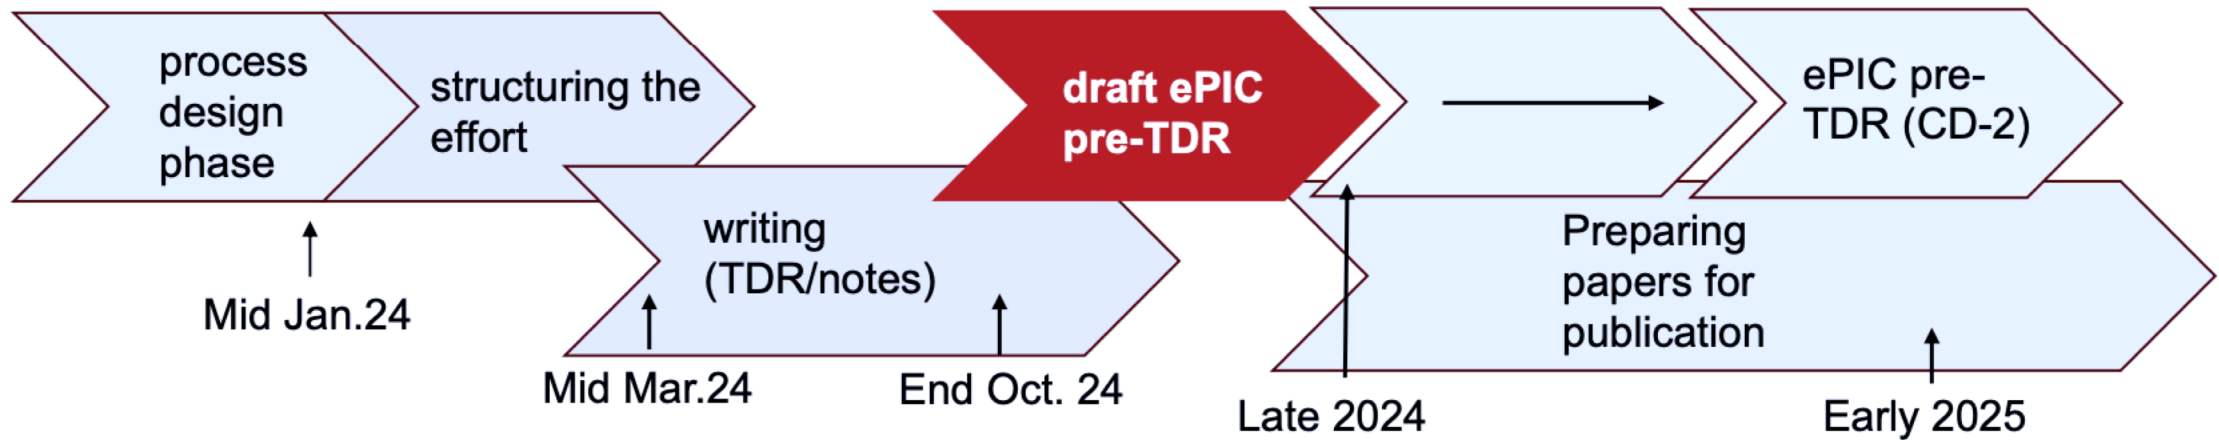 process
design
phase
structuring the
effort
draft ePIC
pre-TDR
ePIC pre-
TDR (CD-2)
writing
(TDR/notes)
Preparing
papers for
publication
Mid Jan.24
Mid Mar.24
End Oct. 24
Late 2024
Early 2025